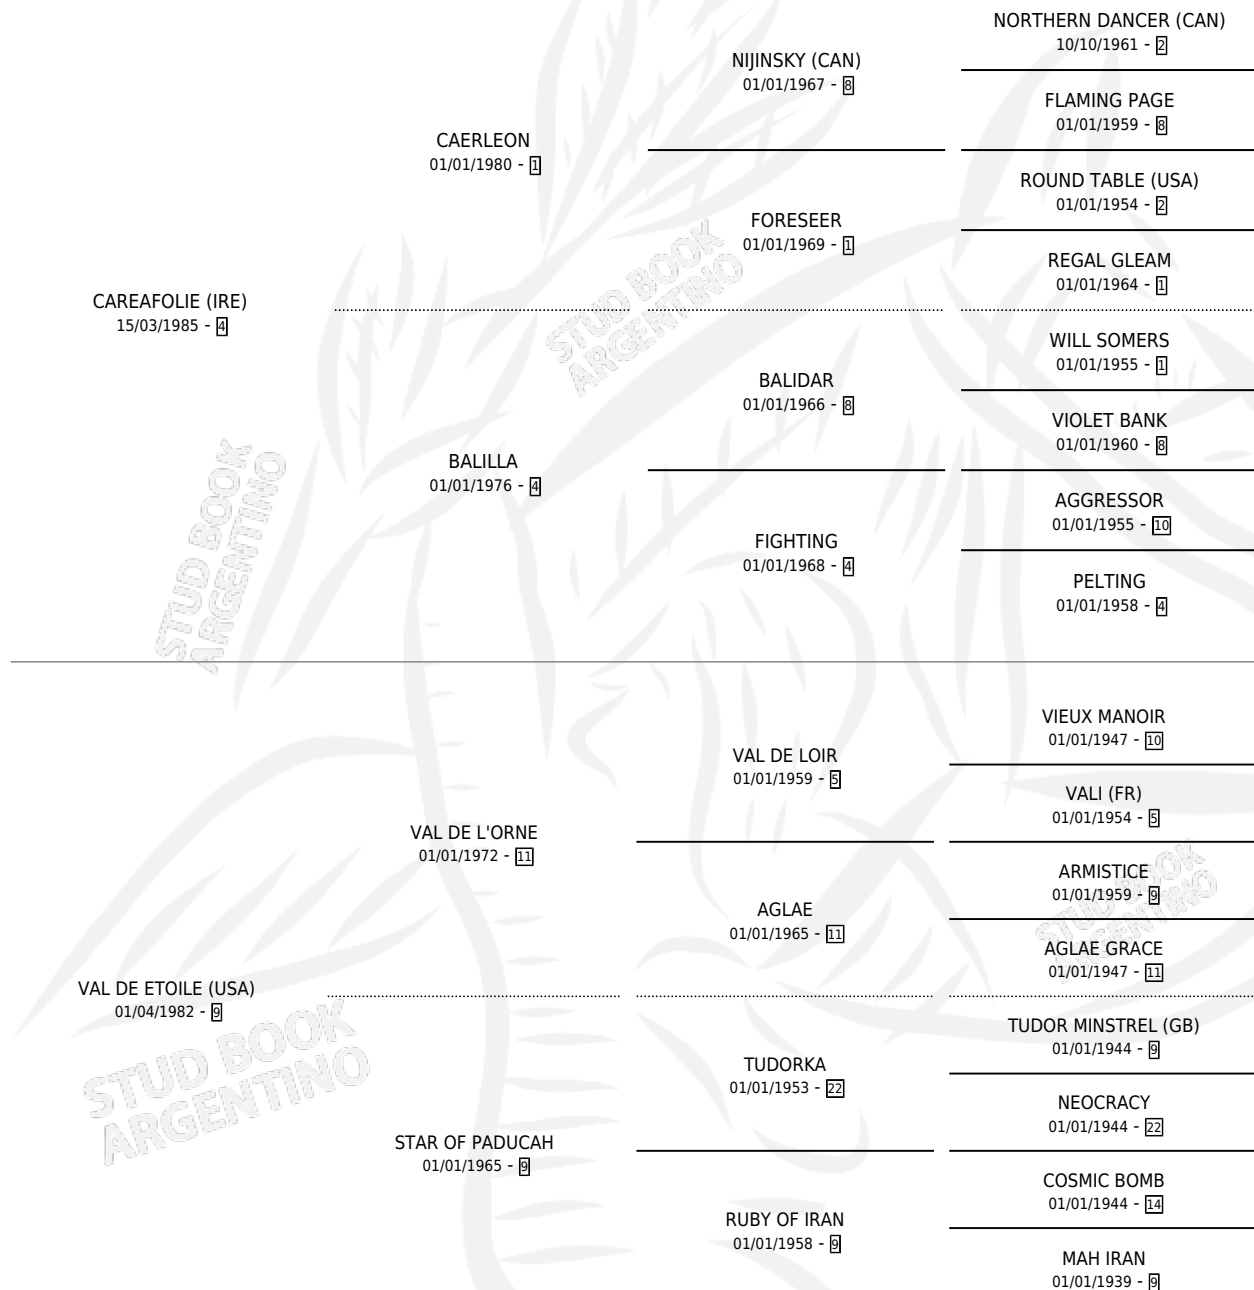 NORTHERN DANCER (CAN)
10/10/1961 - 2
NIJINSKY (CAN)
01/01/1967 - 8
FLAMING PAGE
01/01/1959 - 8
CAERLEON
01/01/1980 - 1
ROUND TABLE (USA)
01/01/1954 - 2
FORESEER
01/01/1969 - 1
REGAL GLEAM
01/01/1964 - 1
CAREAFOLIE (IRE)
15/03/1985 - 4
WILL SOMERS
01/01/1955 - 1
BALIDAR
01/01/1966 - 8
VIOLET BANK
01/01/1960 - 8
BALILLA
01/01/1976 - 4
AGGRESSOR
01/01/1955 - 10
FIGHTING
01/01/1968 - 4
PELTING
01/01/1958 - 4
VIEUX MANOIR
01/01/1947 - 10
VAL DE LOIR
01/01/1959 - 5
VALI (FR)
01/01/1954 - 5
VAL DE L'ORNE
01/01/1972 - 11
ARMISTICE
01/01/1959 - 9
AGLAE
01/01/1965 - 11
AGLAE GRACE
01/01/1947 - 11
VAL DE ETOILE (USA)
01/04/1982 - 9
TUDOR MINSTREL (GB)
01/01/1944 - 9
TUDORKA
01/01/1953 - 22
NEOCRACY
01/01/1944 - 22
STAR OF PADUCAH
01/01/1965 - 9
COSMIC BOMB
01/01/1944 - 14
RUBY OF IRAN
01/01/1958 - 9
MAH IRAN
01/01/1939 - 9
STUD BOOK
ARGENTINO
STUD BOOK
ARGENTINO
STUD BOOK
ARGENTINO
STUD BOOK
ARGENTINO